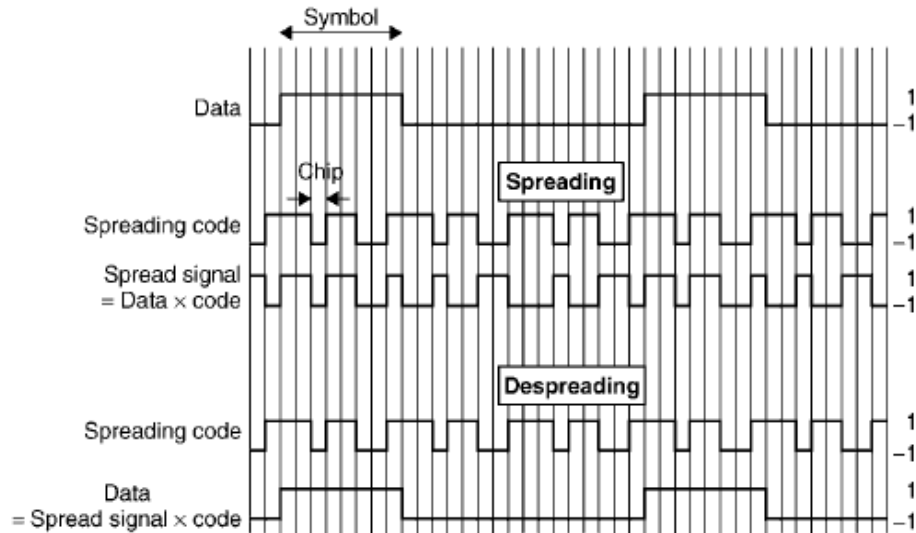 Symbol
Data
1
−1
Chip
Spreading
Spreading code
1
−1
Spread signal
= Data × code
1
−1
Despreading
Spreading code
1
−1
Data
= Spread signal × code
1
−1